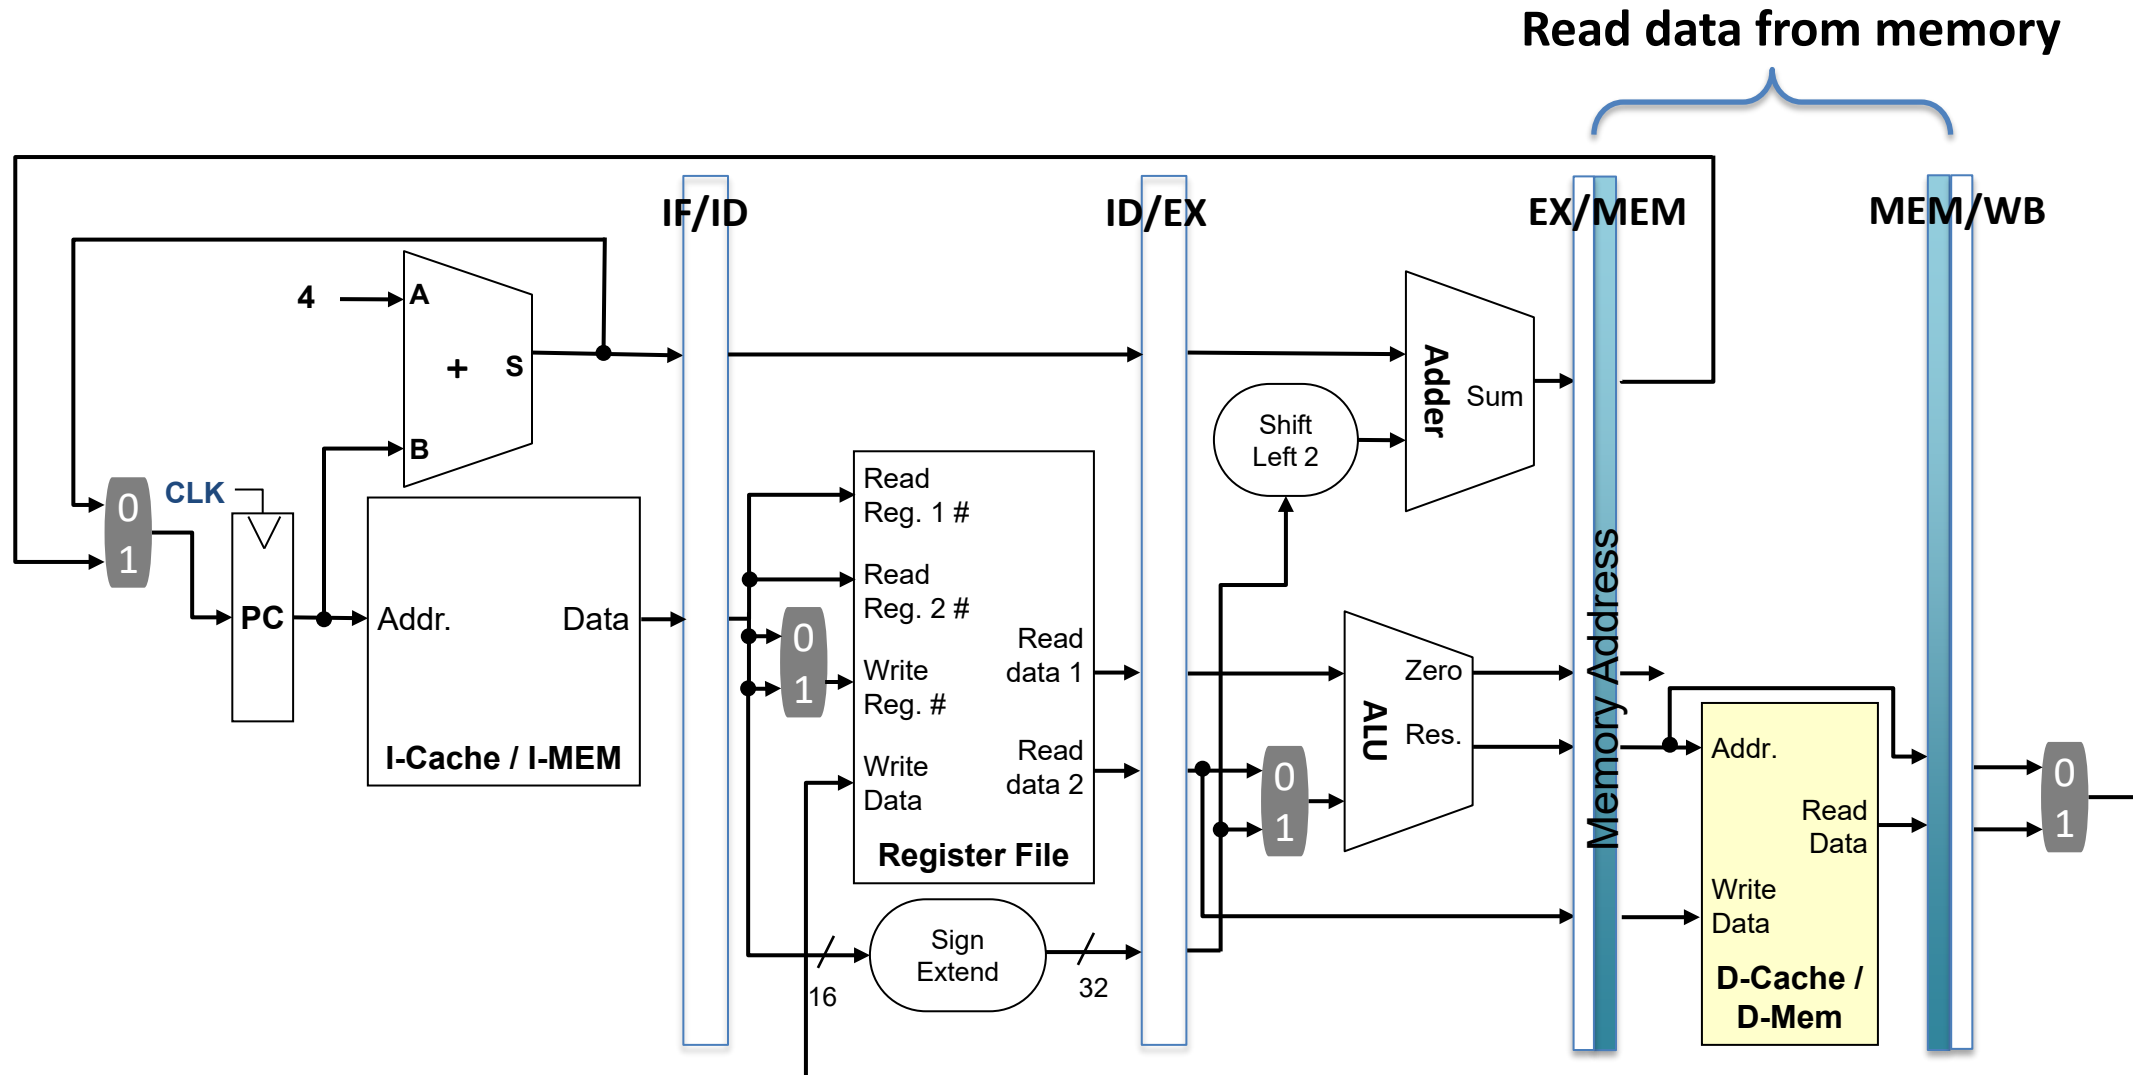 Read data from memory
IF/ID
ID/EX
EX/MEM
MEM/WB
4
A
+
S
B
CLK
0
1
PC
Addr.
Data
I-Cache / I-MEM
Read
Reg. 1 #
Read
Reg. 2 #
0
1
Write
Reg. #
Write
Data
Read
data 1
Read
data 2
Register File
16
Sign
Extend
32
Shift
Left 2
Adder
Sum
0
1
ALU
Zero
Res.
Memory Address
Addr.
Read
Data
Write
Data
D-Cache /
D-Mem
0
1